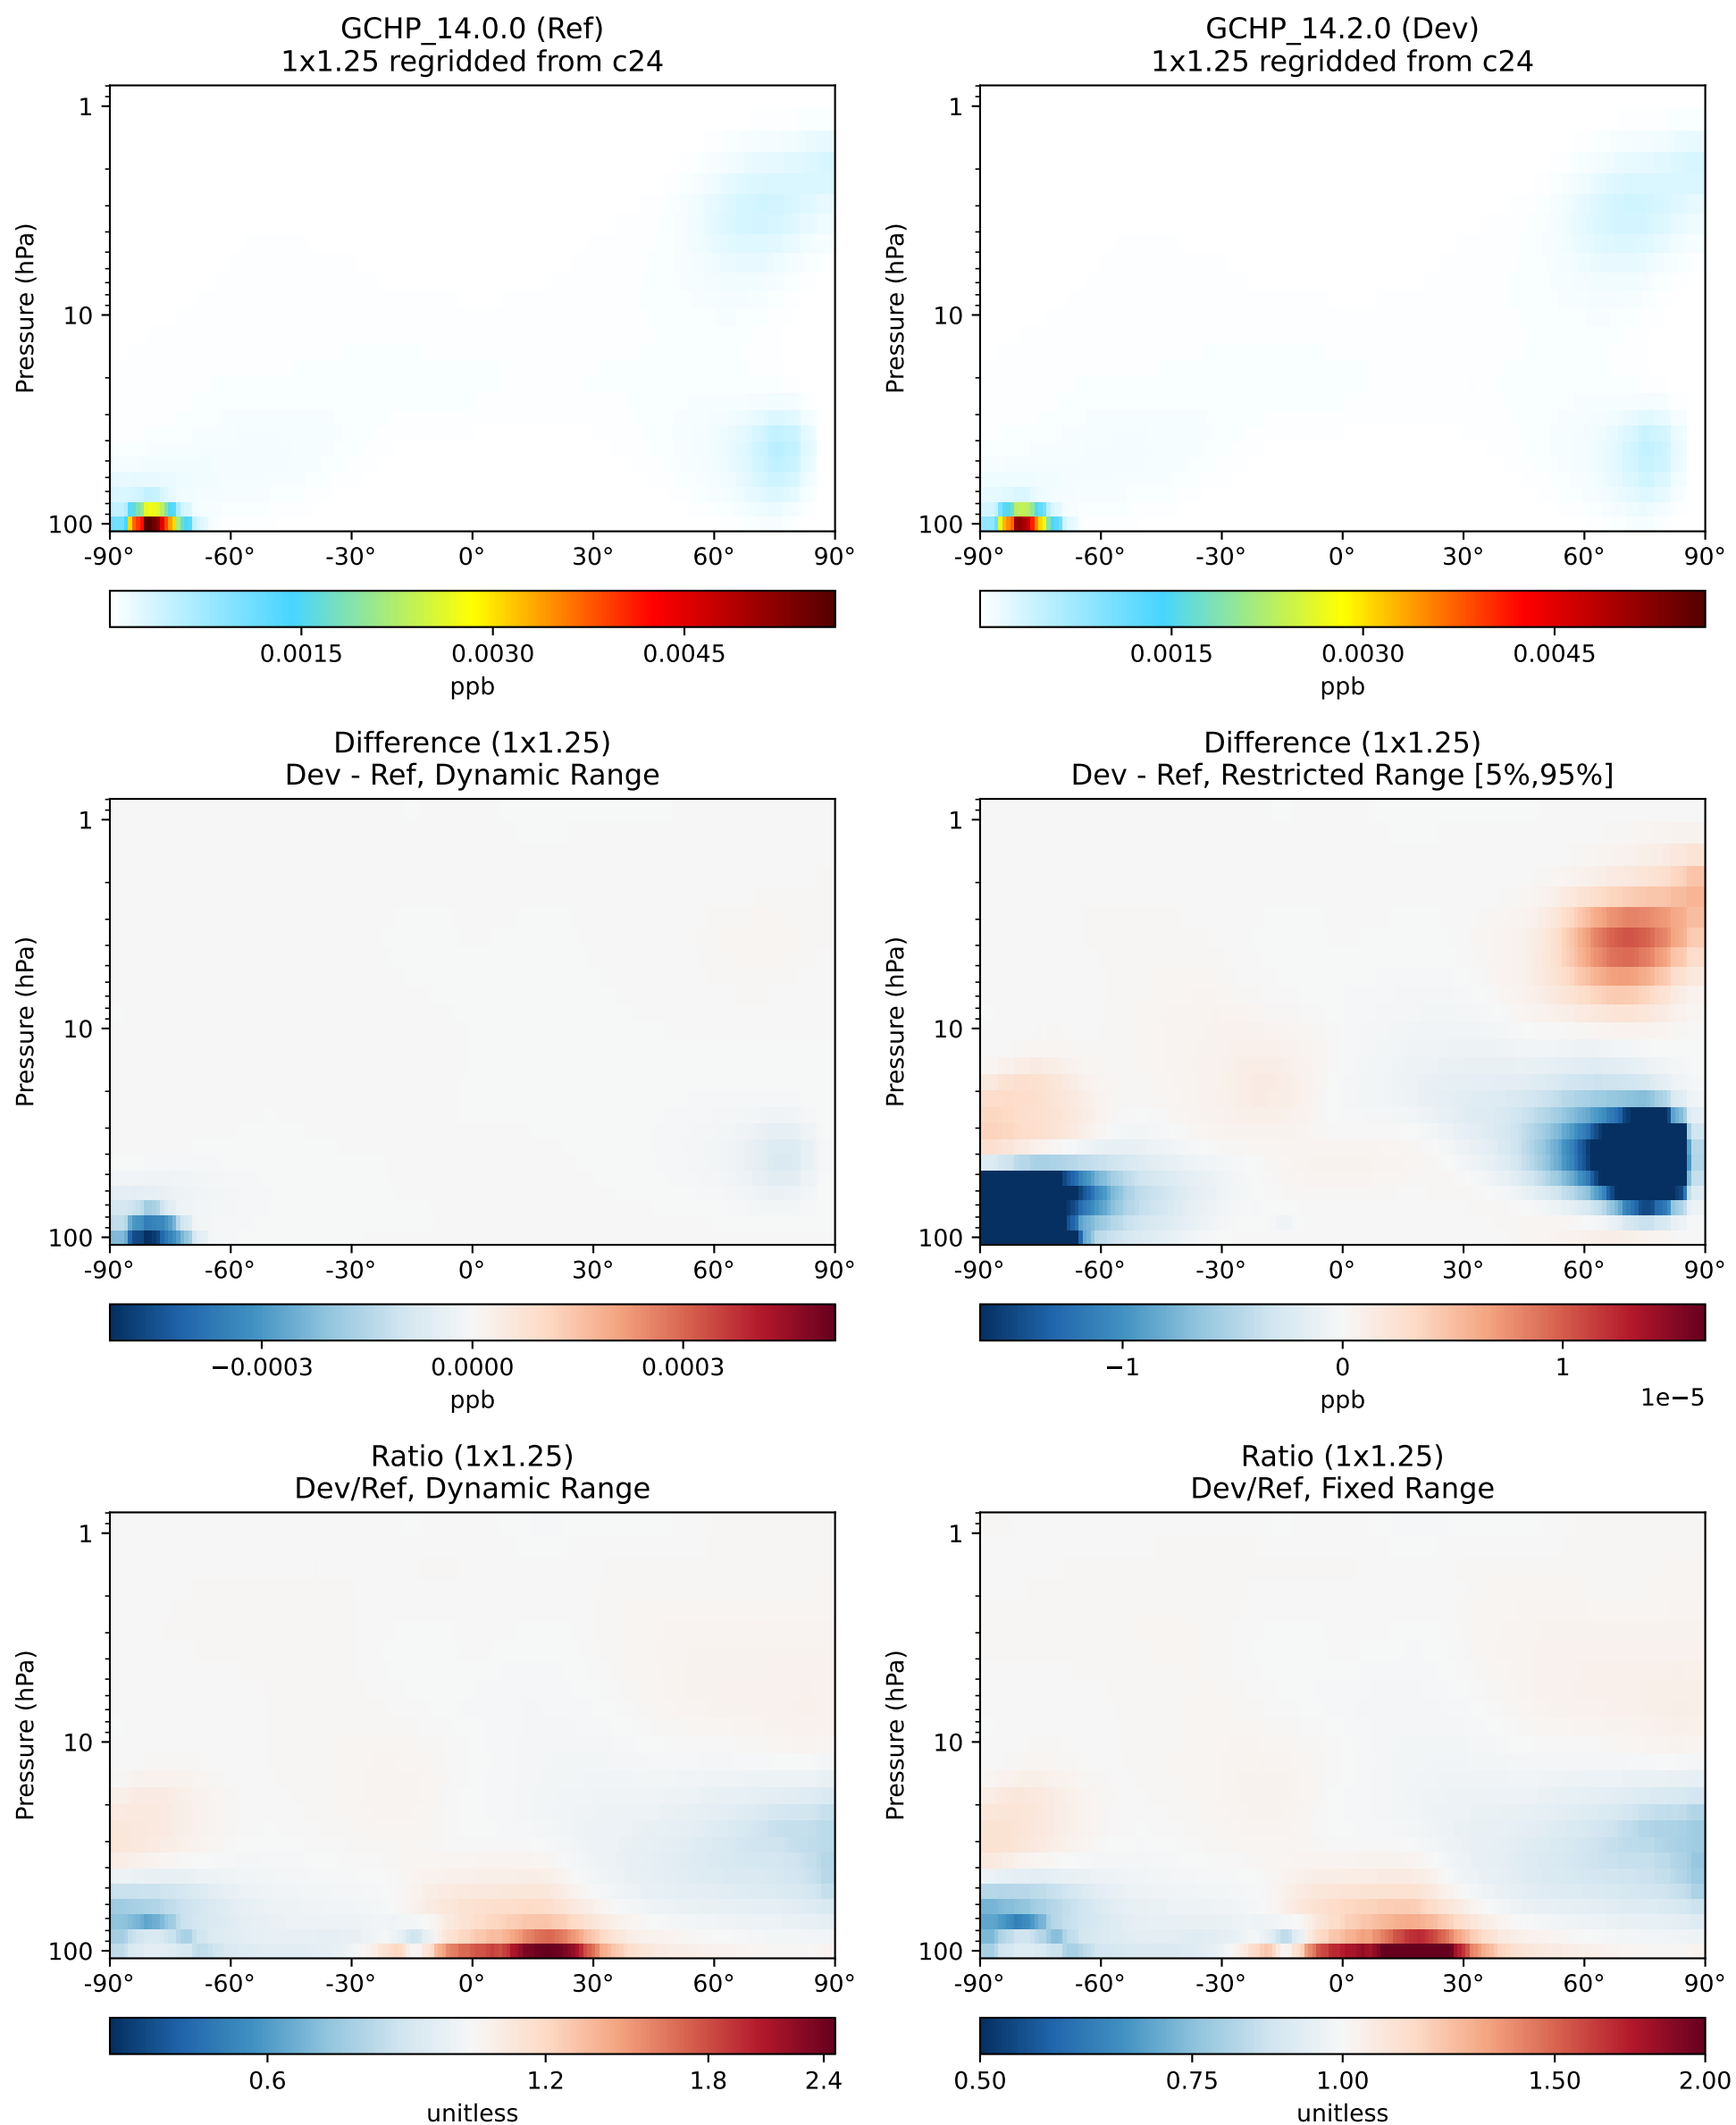 GCHP_14.0.0 (Ref)
1x1.25 regridded from c24
GCHP_14.2.0 (Dev)
1x1.25 regridded from c24
Pressure (hPa)
1
10
100
-90° -60° -30° 0° 30° 60° 90°
0.0015 0.0030 0.0045
ppb
Pressure (hPa)
1
10
100
-90° -60° -30° 0° 30° 60° 90°
0.0015 0.0030 0.0045
ppb
Difference (1x1.25)
Dev - Ref, Dynamic Range
Difference (1x1.25)
Dev - Ref, Restricted Range [5%,95%]
Pressure (hPa)
1
10
100
-90° -60° -30° 0° 30° 60° 90°
−0.0003 0.0000 0.0003
ppb
Pressure (hPa)
1
10
100
-90° -60° -30° 0° 30° 60° 90°
−1 0 1
ppb
1e−5
Ratio (1x1.25)
Dev/Ref, Dynamic Range
Ratio (1x1.25)
Dev/Ref, Fixed Range
Pressure (hPa)
1
10
100
-90° -60° -30° 0° 30° 60° 90°
0.6 1.2 1.8 2.4
unitless
Pressure (hPa)
1
10
100
-90° -60° -30° 0° 30° 60° 90°
0.50 0.75 1.00 1.50 2.00
unitless